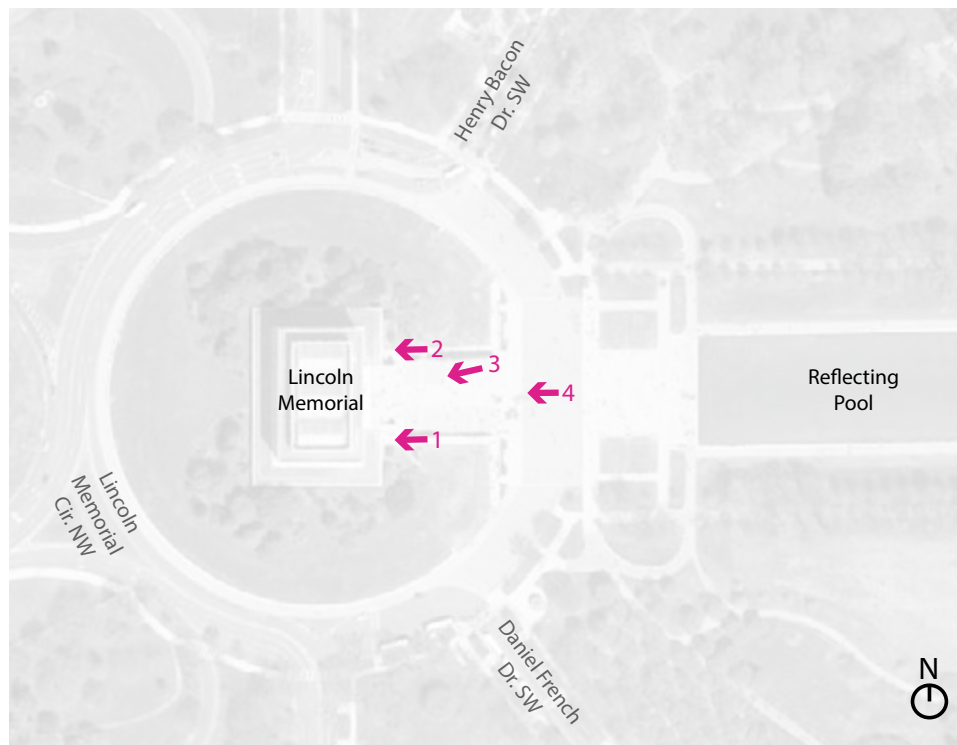 Henry Bacon
Dr. SW
2
3
4
1
Lincoln
Memorial
Reflecting
Pool
Lincoln
Memorial
Cir. NW
Daniel French
Dr. SW
N